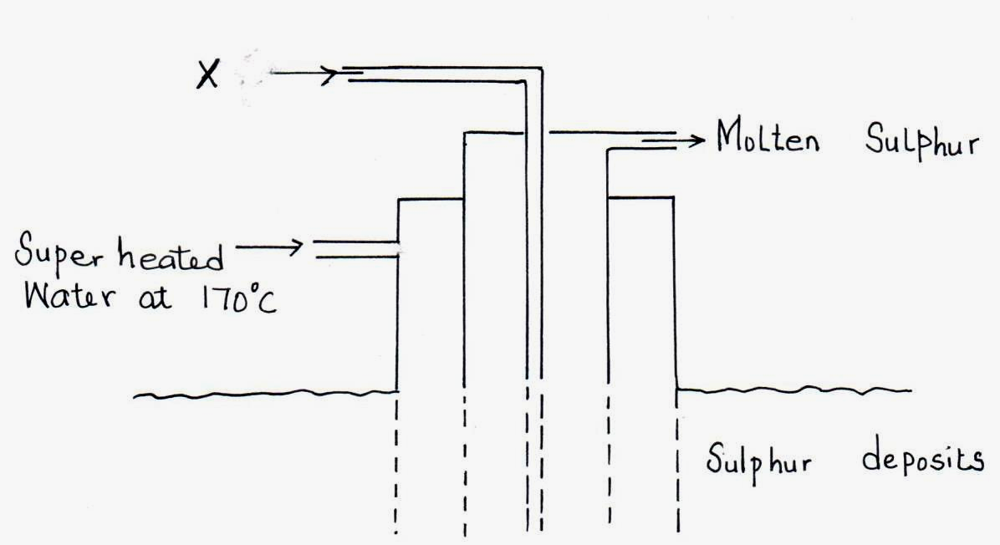 X
Molten Sulphur
Super heated
Water at 170°C
Sulphur deposits